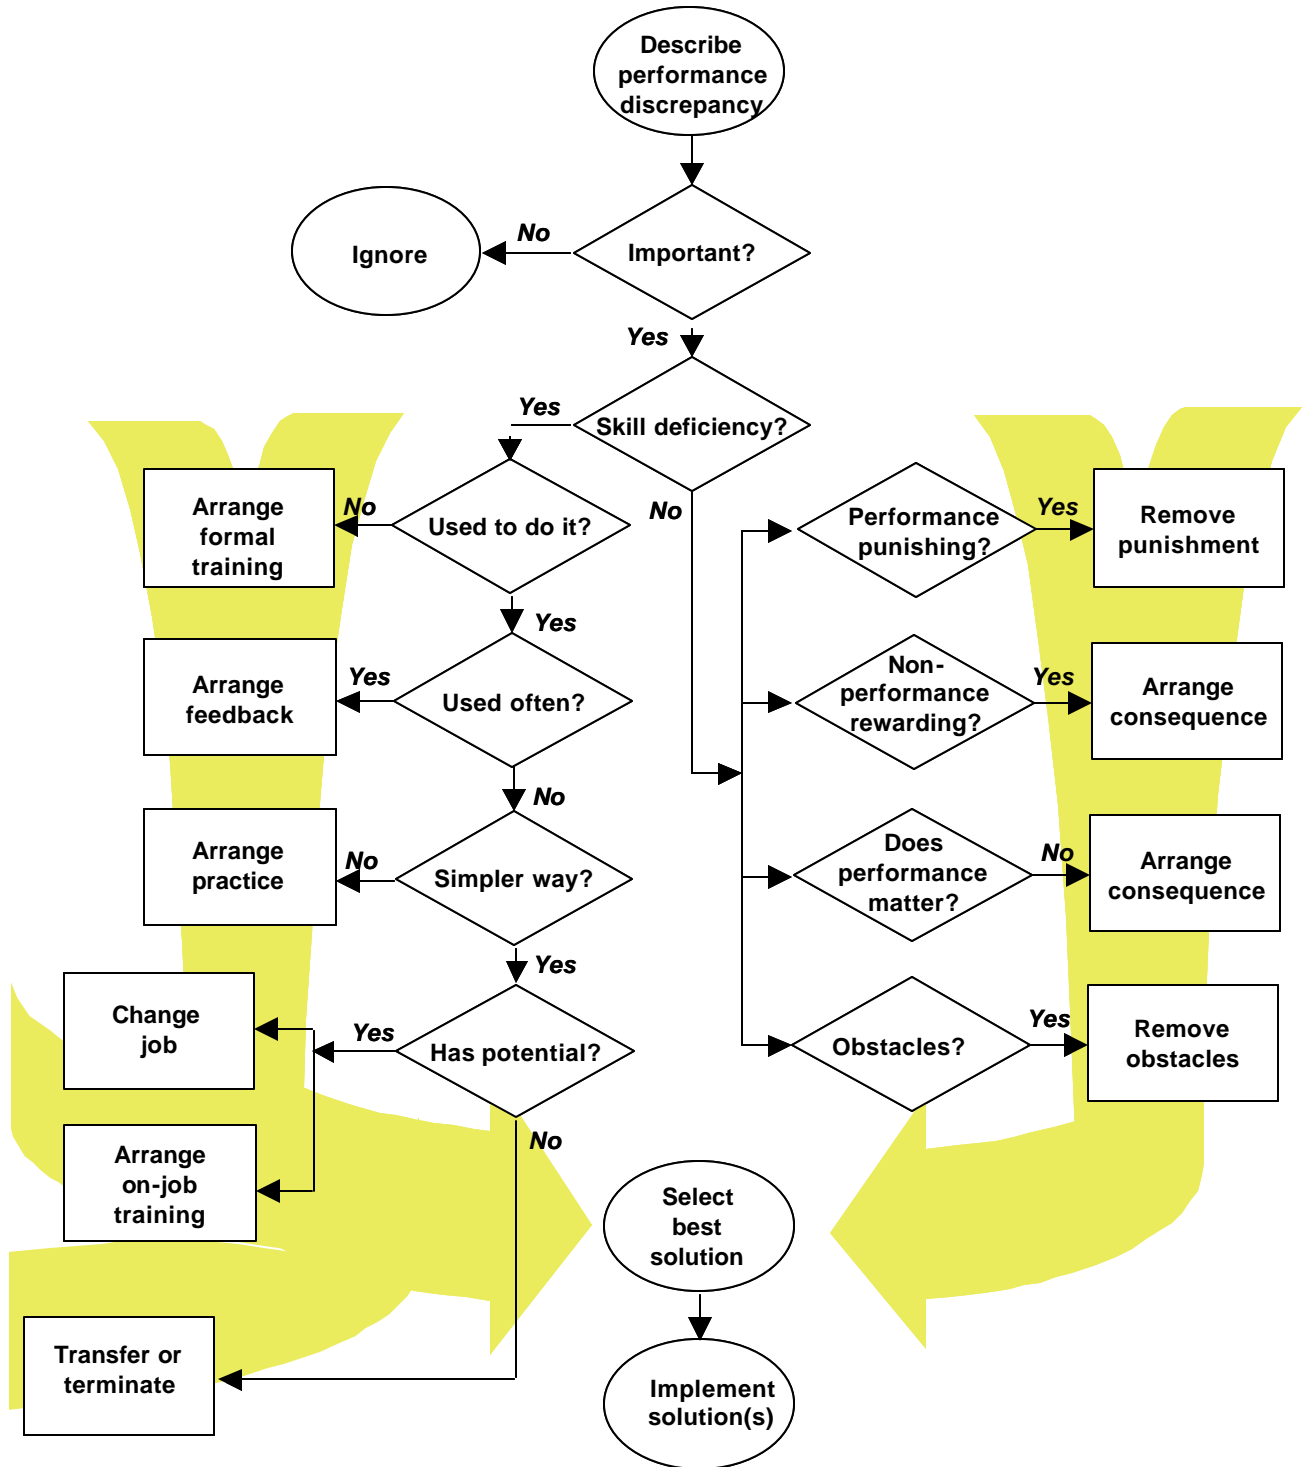 Describe
performance
discrepancy
No
Ignore
Important?
Yes
Yes
Skill deficiency?
Arrange
formal
training
No
Used to do it?
No
Performance
punishing?
Yes
Remove
punishment
Yes
Arrange
feedback
Yes
Used often?
Non-
performance
rewarding?
Yes
Arrange
consequence
No
Arrange
practice
No
Simpler way?
Does
performance
matter?
No
Arrange
consequence
Yes
Change
job
Yes
Has potential?
Obstacles?
Yes
Remove
obstacles
No
Arrange
on-job
training
Select
best
solution
Transfer or
terminate
Implement
solution(s)